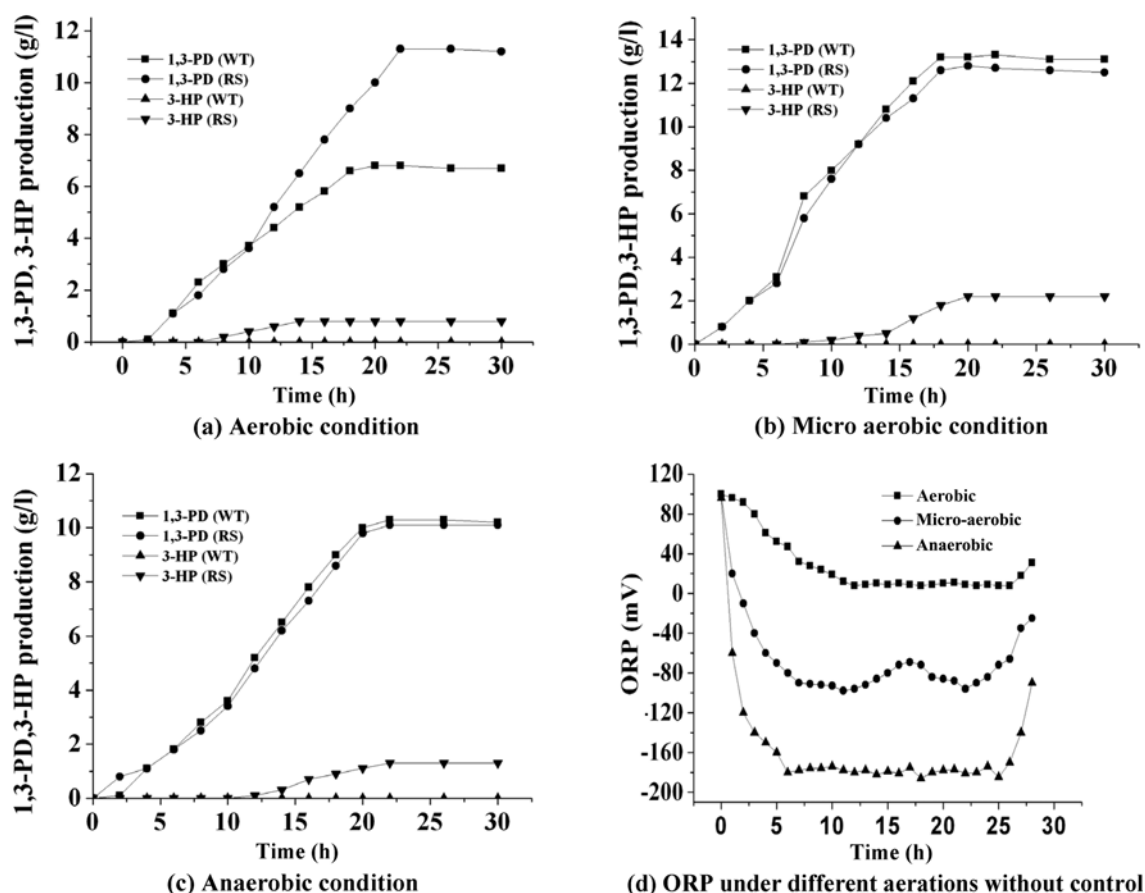 1,3-PD, 3-HP production (g/l)
12
10
8
6
4
2
0
1,3-PD (WT)
1,3-PD (RS)
3-HP (WT)
3-HP (RS)
0 5 10 15 20 25 30
Time (h)
(a) Aerobic condition
1,3-PD,3-HP production (g/l)
14
12
10
8
6
4
2
0
1,3-PD (WT)
1,3-PD (RS)
3-HP (WT)
3-HP (RS)
0 5 10 15 20 25 30
Time (h)
(b) Micro aerobic condition
1,3-PD,3-HP production (g/l)
12
10
8
6
4
2
0
1,3-PD (WT)
1,3-PD (RS)
3-HP (WT)
3-HP (RS)
0 5 10 15 20 25 30
Time (h)
(c) Anaerobic condition
ORP (mV)
120
80
40
0
-40
-80
-120
-160
-200
Aerobic
Micro-aerobic
Anaerobic
0 5 10 15 20 25 30
Time (h)
(d) ORP under different aerations without control